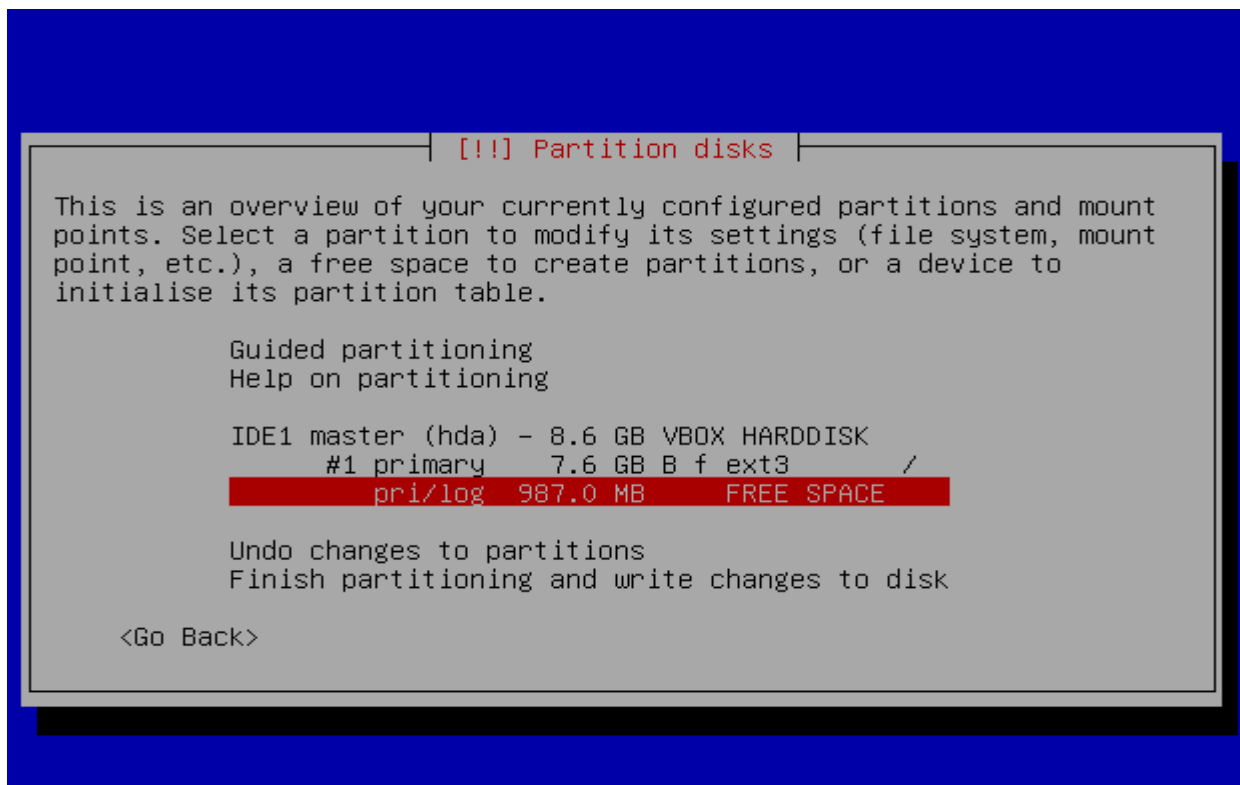 [!!] Partition disks
This is an overview of your currently configured partitions and mount
points. Select a partition to modify its settings (file system, mount
point, etc.), a free space to create partitions, or a device to
initialise its partition table.
Guided partitioning
Help on partitioning
IDE1 master (hda) - 8.6 GB VBOX HARDDISK
#1 primary 7.6 GB B f ext3 /
pri/log 987.0 MB FREE SPACE
Undo changes to partitions
Finish partitioning and write changes to disk
<Go Back>